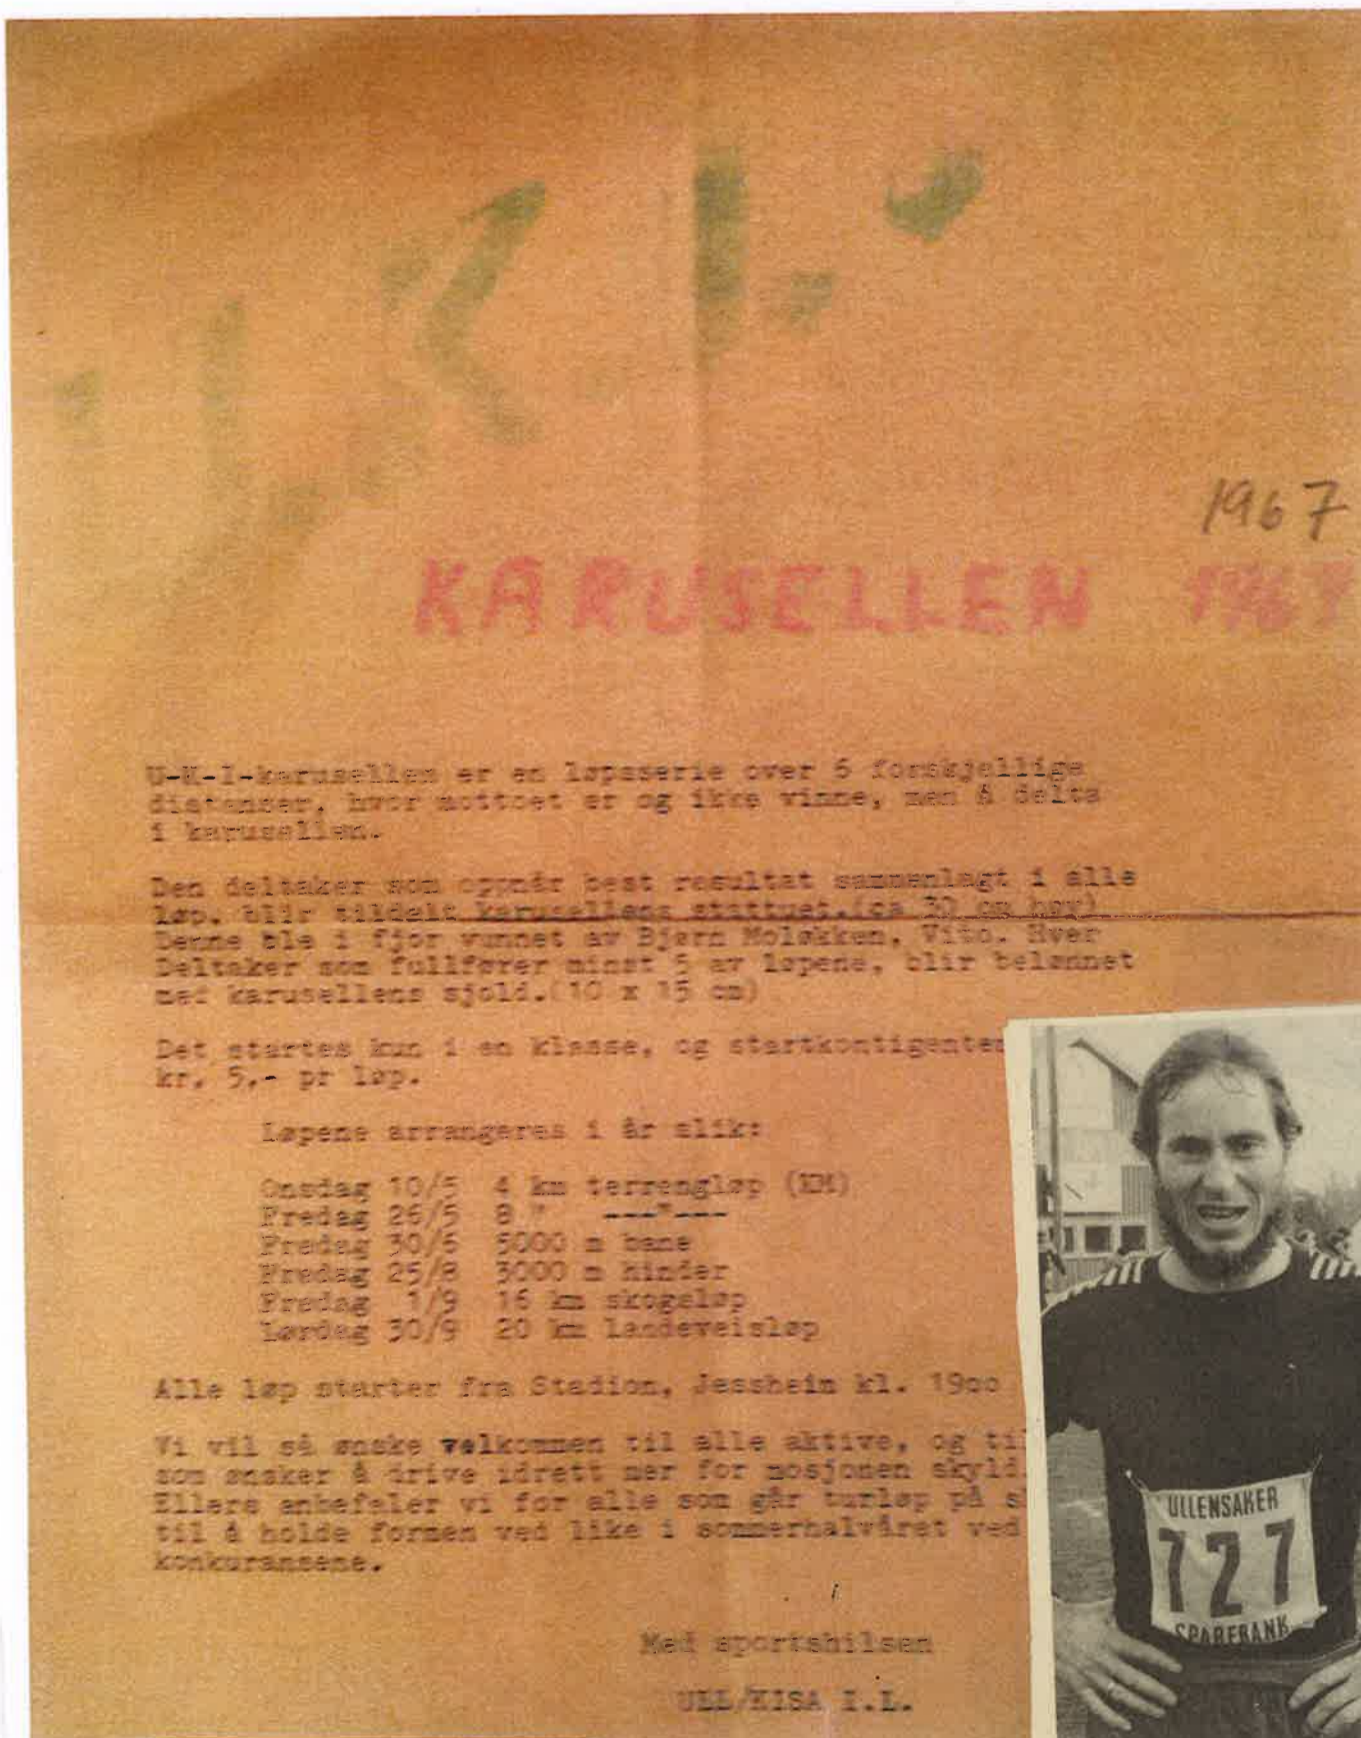 U.K.I.
1967
KARUSELLEN 1967
U-K-I-karusellen er en løpsserie over 6 forskjellige
distanser, hvor mottoet er og ikke vinne, men å delta
i karusellen.
Den deltaker som oppnår best resultat sammenlagt i alle
løp. blir tildelt karusellens stattuet.(ca 30 cm høy)
Denne ble i fjor vunnet av Bjørn Moløkken, Vito. Hver
Deltaker som fullfører minst 5 av løpene, blir belønnet
med karusellens sjold.(10 x 15 cm)
Det startes kun i en klasse, og startkontigenten
kr. 5.- pr løp.
Løpene arrangeres i år slik:
Onsdag 10/5 4 km terrengløp (KM)
Fredag 26/5 8 " ---"---
Fredag 30/6 5000 m bane
Fredag 25/8 3000 m hinder
Fredag 1/9 16 km skogsløp
Lørdag 30/9 20 km landeveisløp
Alle løp starter fra Stadion, Jessheim kl. 19oo
Vi vil så ønske velkommen til alle aktive, og til
som ønsker å drive idrett mer for mosjonen skyld.
Ellers anbefaler vi for alle som går turløp på s
til å holde formen ved like i sommerhalvåret ved
konkuransene.
Med sportshilsen
ULL/KISA I.L.
ULLENSAKER
727
SPAREBANK